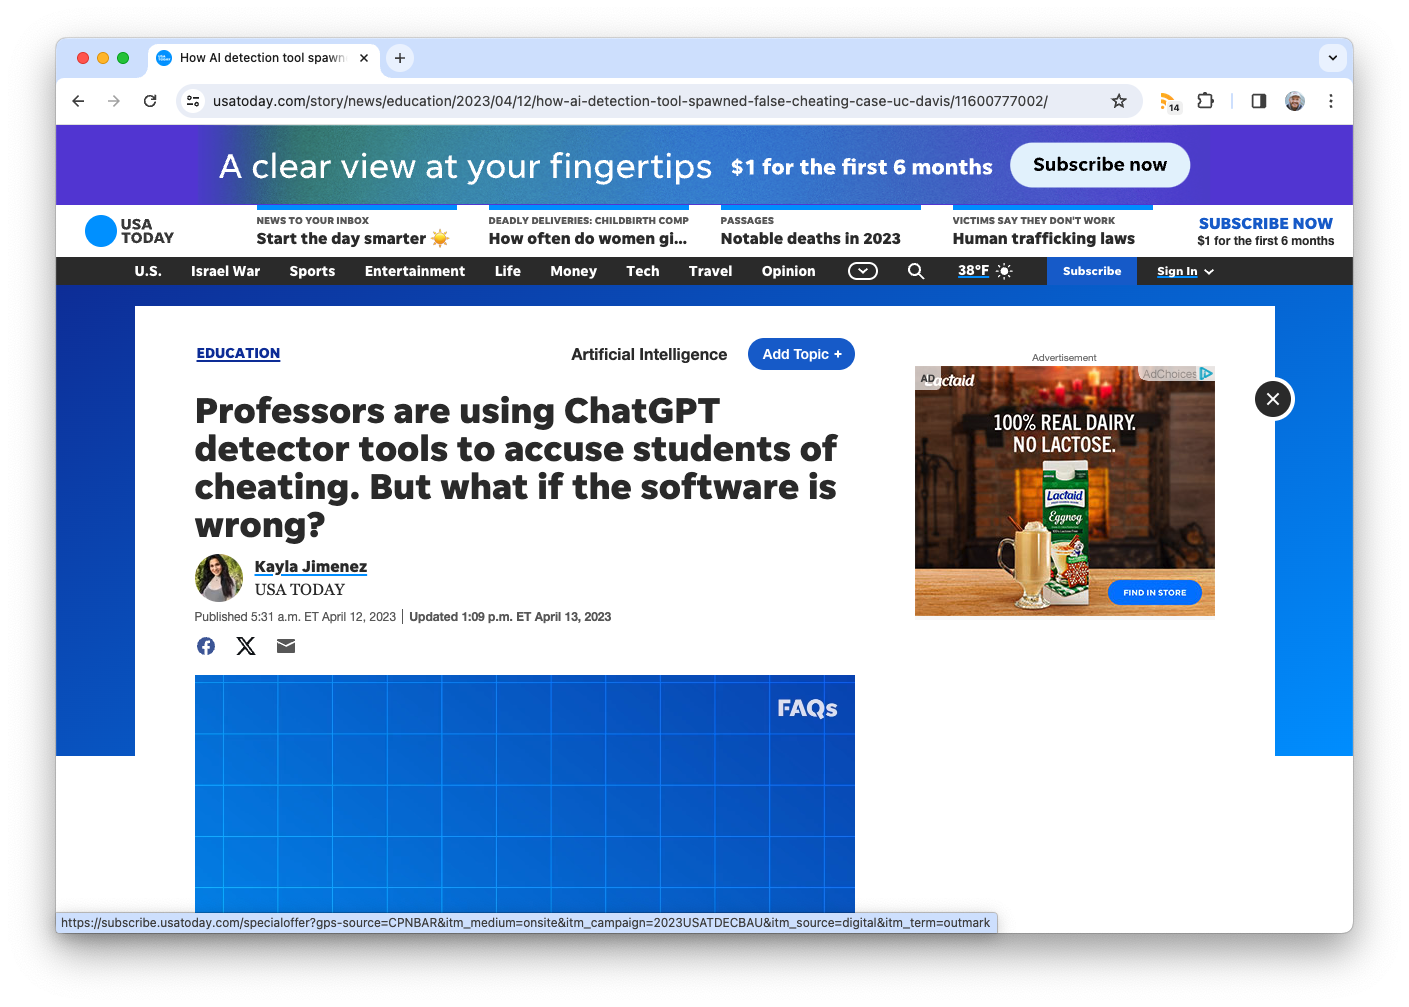 How AI detection tool spawn
usatoday.com/story/news/education/2023/04/12/how-ai-detection-tool-spawned-false-cheating-case-uc-davis/11600777002/
14
A clear view at your fingertips $1 for the first 6 months Subscribe now
USA
TODAY
NEWS TO YOUR INBOX
Start the day smarter ☀️
DEADLY DELIVERIES: CHILDBIRTH COMP
How often do women gi...
PASSAGES
Notable deaths in 2023
VICTIMS SAY THEY DON'T WORK
Human trafficking laws
SUBSCRIBE NOW
$1 for the first 6 months
U.S. Israel War Sports Entertainment Life Money Tech Travel Opinion 38°F Subscribe Sign In
EDUCATION
Artificial Intelligence Add Topic +
Professors are using ChatGPT
detector tools to accuse students of
cheating. But what if the software is
wrong?
Kayla Jimenez
USA TODAY
Published 5:31 a.m. ET April 12, 2023 | Updated 1:09 p.m. ET April 13, 2023
FAQs
Advertisement
AD
Lactaid
AdChoices
100% REAL DAIRY.
NO LACTOSE.
Lactaid
Eggnog
FIND IN STORE
https://subscribe.usatoday.com/specialoffer?gps-source=CPNBAR&itm_medium=onsite&itm_campaign=2023USATDECBAU&itm_source=digital&itm_term=outmark